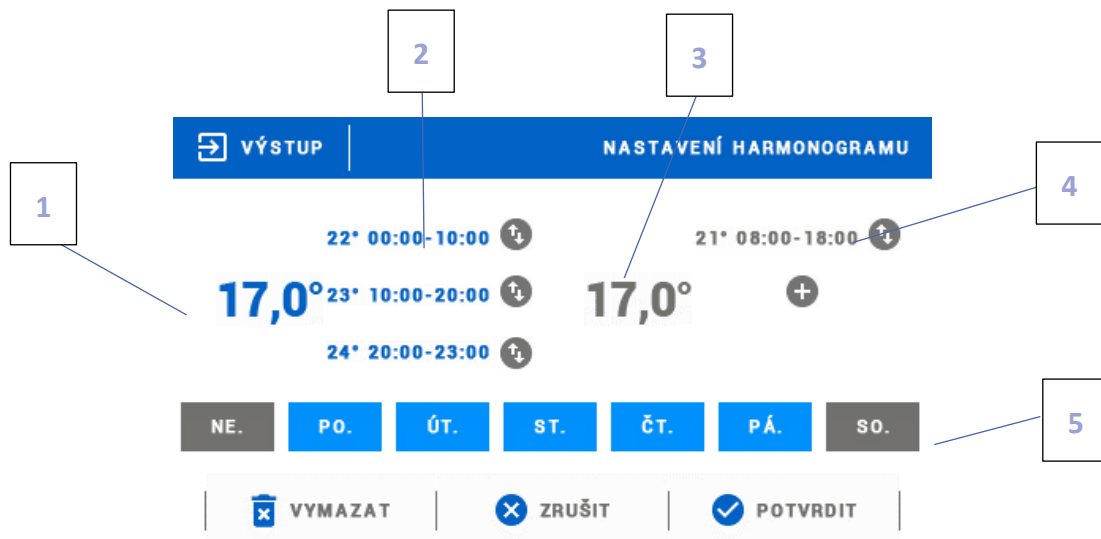 2
3
VÝSTUP
NASTAVENÍ HARMONOGRAMU
4
1
22° 00:00-10:00
21° 08:00-18:00
17,0°
23° 10:00-20:00
17,0°
24° 20:00-23:00
5
NE. PO. ÚT. ST. ČT. PÁ. SO.
VYMAZAT ZRUŠIT POTVRDIT